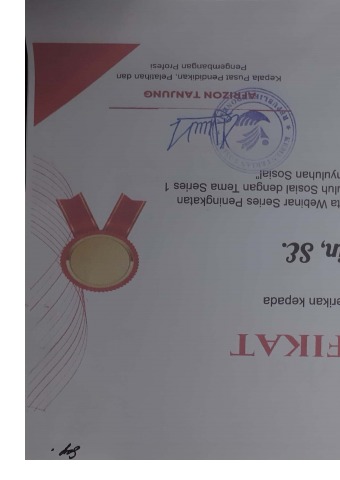 FIKAT
erikan kepada
in, SE.
ta Webinar Series Peningkatan
uluh Sosial dengan Tema Series 1
nyuluhan Sosial"
AFRIZON TANJUNG
Kepala Pusat Pendidikan, Pelatihan dan
Pengembangan Profesi